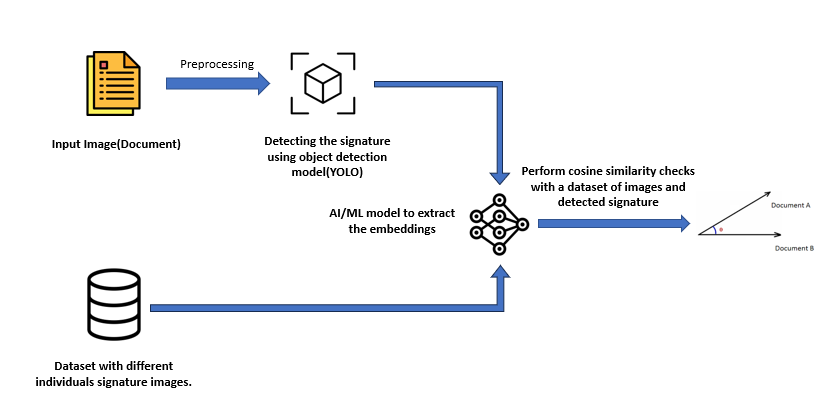 Preprocessing
Input Image(Document)
Detecting the signature
using object detection
model(YOLO)
Perform cosine similarity checks
with a dataset of images and
detected signature
AI/ML model to extract
the embeddings
Document A
Document B
Dataset with different
individuals signature images.